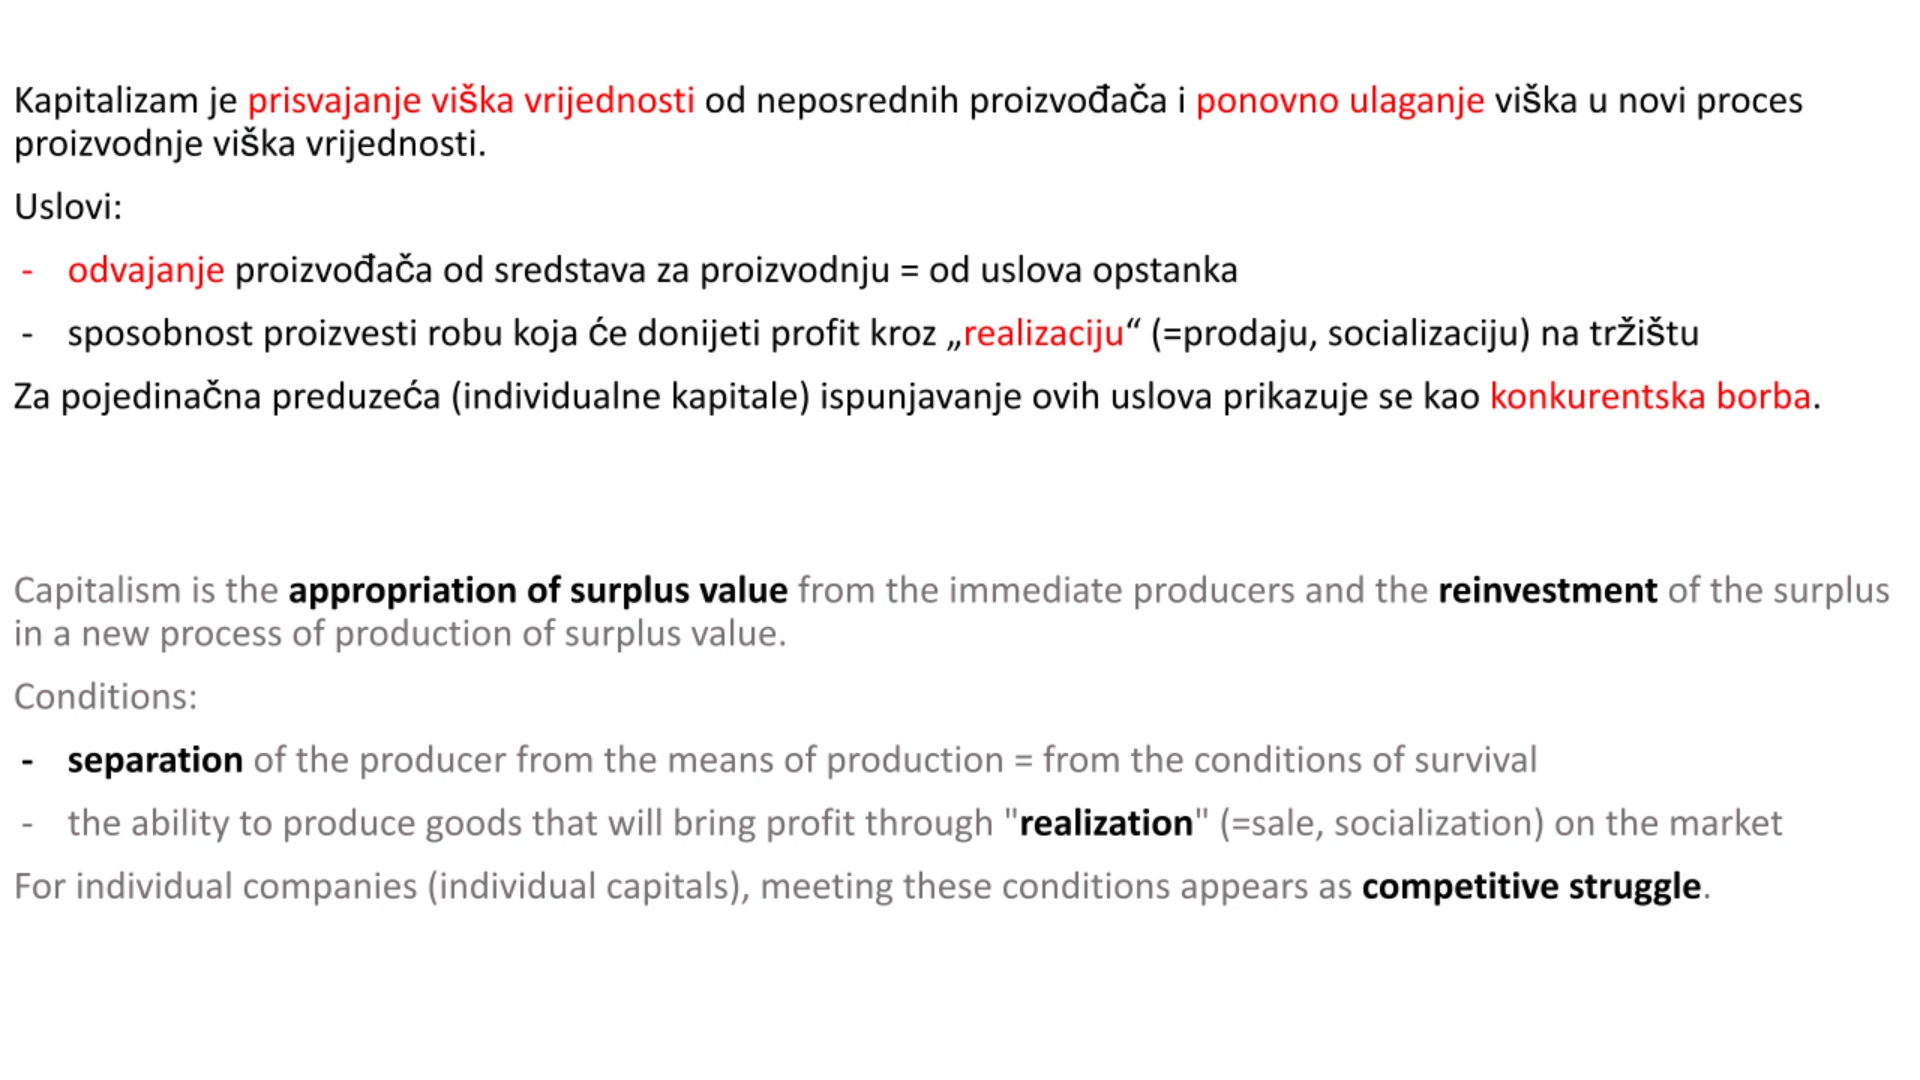 Kapitalizam je prisvajanje viška vrijednosti od neposrednih proizvođača i ponovno ulaganje viška u novi proces
proizvodnje viška vrijednosti.
Uslovi:
- odvajanje proizvođača od sredstava za proizvodnju = od uslova opstanka
- sposobnost proizvesti robu koja će donijeti profit kroz „realizaciju“ (=prodaju, socializaciju) na tržištu
Za pojedinačna preduzeća (individualne kapitale) ispunjavanje ovih uslova prikazuje se kao konkurentska borba.
Capitalism is the appropriation of surplus value from the immediate producers and the reinvestment of the surplus
in a new process of production of surplus value.
Conditions:
- separation of the producer from the means of production = from the conditions of survival
- the ability to produce goods that will bring profit through "realization" (=sale, socialization) on the market
For individual companies (individual capitals), meeting these conditions appears as competitive struggle.